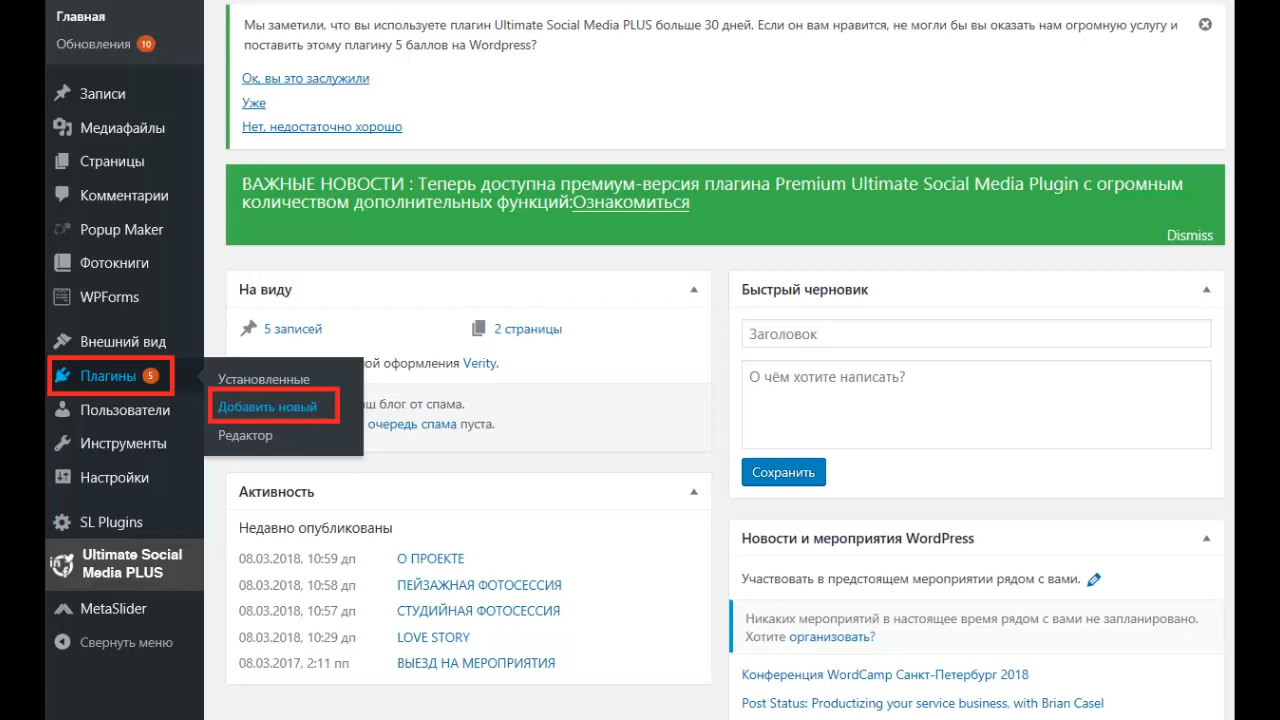 Главная
Обновления 10
Записи
Медиафайлы
Страницы
Комментарии
Popup Maker
Фотокниги
WPForms
Внешний вид
Плагины 5
Пользователи
Инструменты
Настройки
SL Plugins
Ultimate Social
Media PLUS
MetaSlider
Свернуть меню
Установленные
Добавить новый
Редактор
Мы заметили, что вы используете плагин Ultimate Social Media PLUS больше 30 дней. Если он вам нравится, не могли бы вы оказать нам огромную услугу и
поставить этому плагину 5 баллов на Wordpress?
Ок, вы это заслужили
Уже
Нет, недостаточно хорошо
ВАЖНЫЕ НОВОСТИ : Теперь доступна премиум-версия плагина Premium Ultimate Social Media Plugin с огромным
количеством дополнительных функций:Ознакомиться
Dismiss
На виду
5 записей
2 страницы
ой оформления Verity.
аш блог от спама.
очередь спама пуста.
Активность
Недавно опубликованы
08.03.2018, 10:59 дп О ПРОЕКТЕ
08.03.2018, 10:58 дп ПЕЙЗАЖНАЯ ФОТОСЕССИЯ
08.03.2018, 10:57 дп СТУДИЙНАЯ ФОТОСЕССИЯ
08.03.2018, 10:29 дп LOVE STORY
08.03.2017, 2:11 пп ВЫЕЗД НА МЕРОПРИЯТИЯ
Быстрый черновик
Заголовок
О чём хотите написать?
Сохранить
Новости и мероприятия WordPress
Участвовать в предстоящем мероприятии рядом с вами.
Никаких мероприятий в настоящее время рядом с вами не запланировано.
Хотите организовать?
Конференция WordCamp Санкт-Петербург 2018
Post Status: Productizing your service business, with Brian Casel